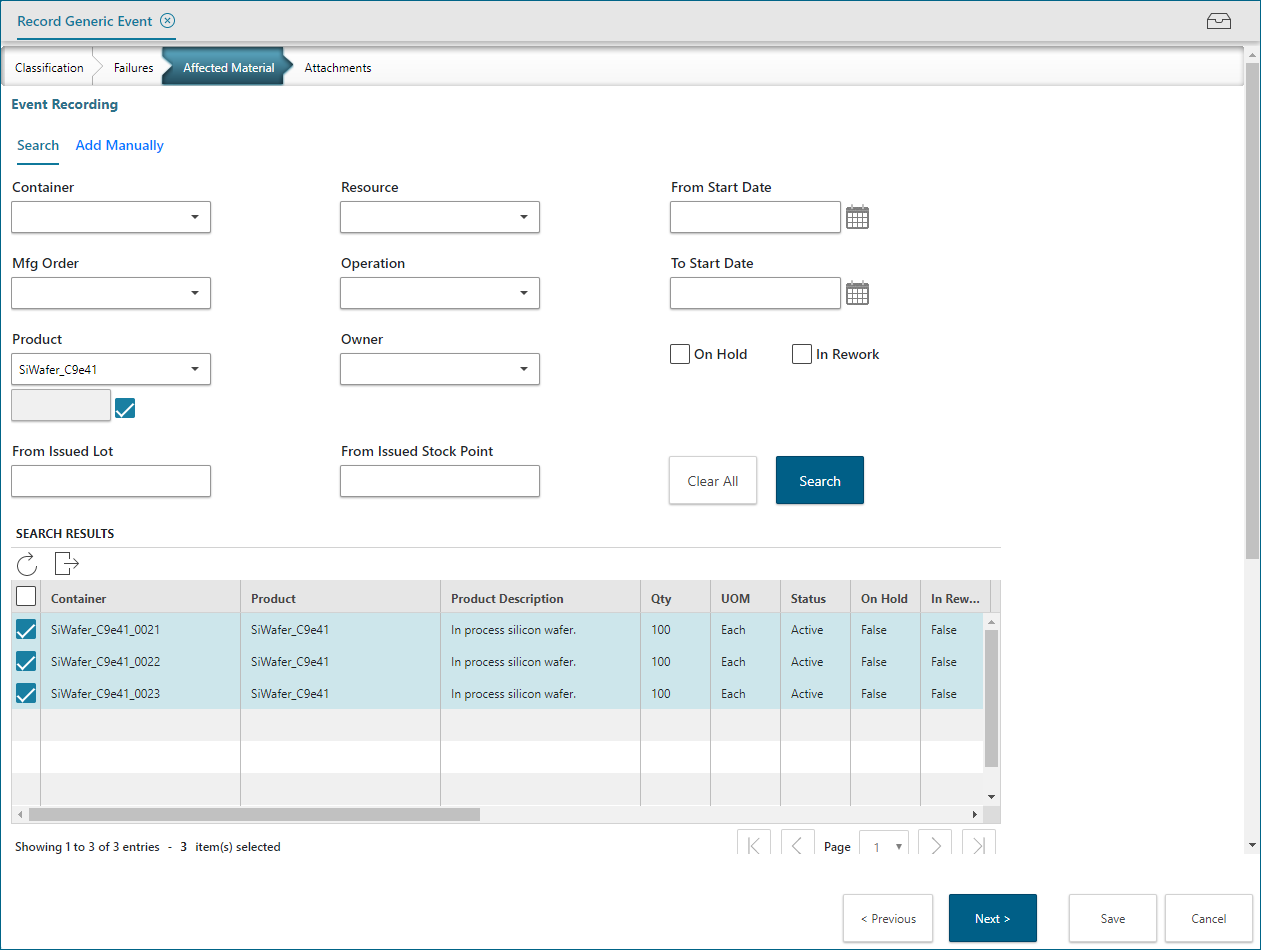 Record Generic Event
Classification Failures Affected Material Attachments
Event Recording
Search Add Manually
Container Resource From Start Date
Mfg Order Operation To Start Date
Product Owner
SiWafer_C9e41
On Hold In Rework
From Issued Lot From Issued Stock Point
Clear All Search
SEARCH RESULTS
Container Product Product Description Qty UOM Status On Hold In Rew...
SiWafer_C9e41_0021 SiWafer_C9e41 In process silicon wafer. 100 Each Active False False
SiWafer_C9e41_0022 SiWafer_C9e41 In process silicon wafer. 100 Each Active False False
SiWafer_C9e41_0023 SiWafer_C9e41 In process silicon wafer. 100 Each Active False False
Showing 1 to 3 of 3 entries - 3 item(s) selected Page 1
< Previous Next > Save Cancel